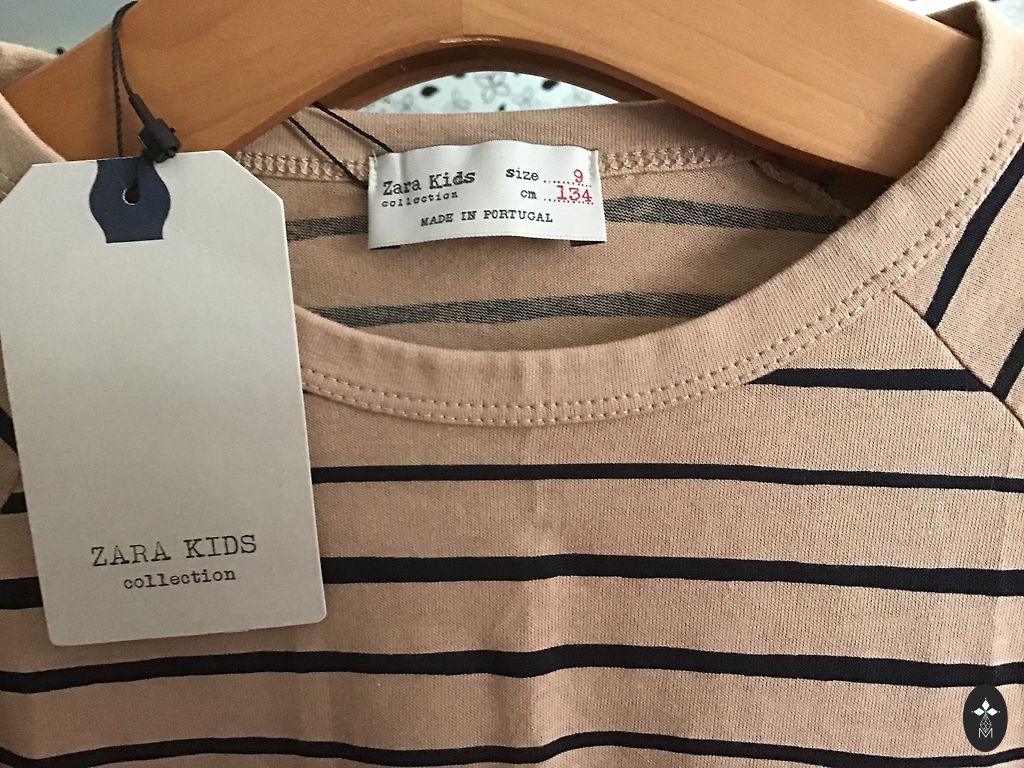 Zara Kids
collection
size 9
cm 134
MADE IN PORTUGAL
ZARA KIDS
collection
M